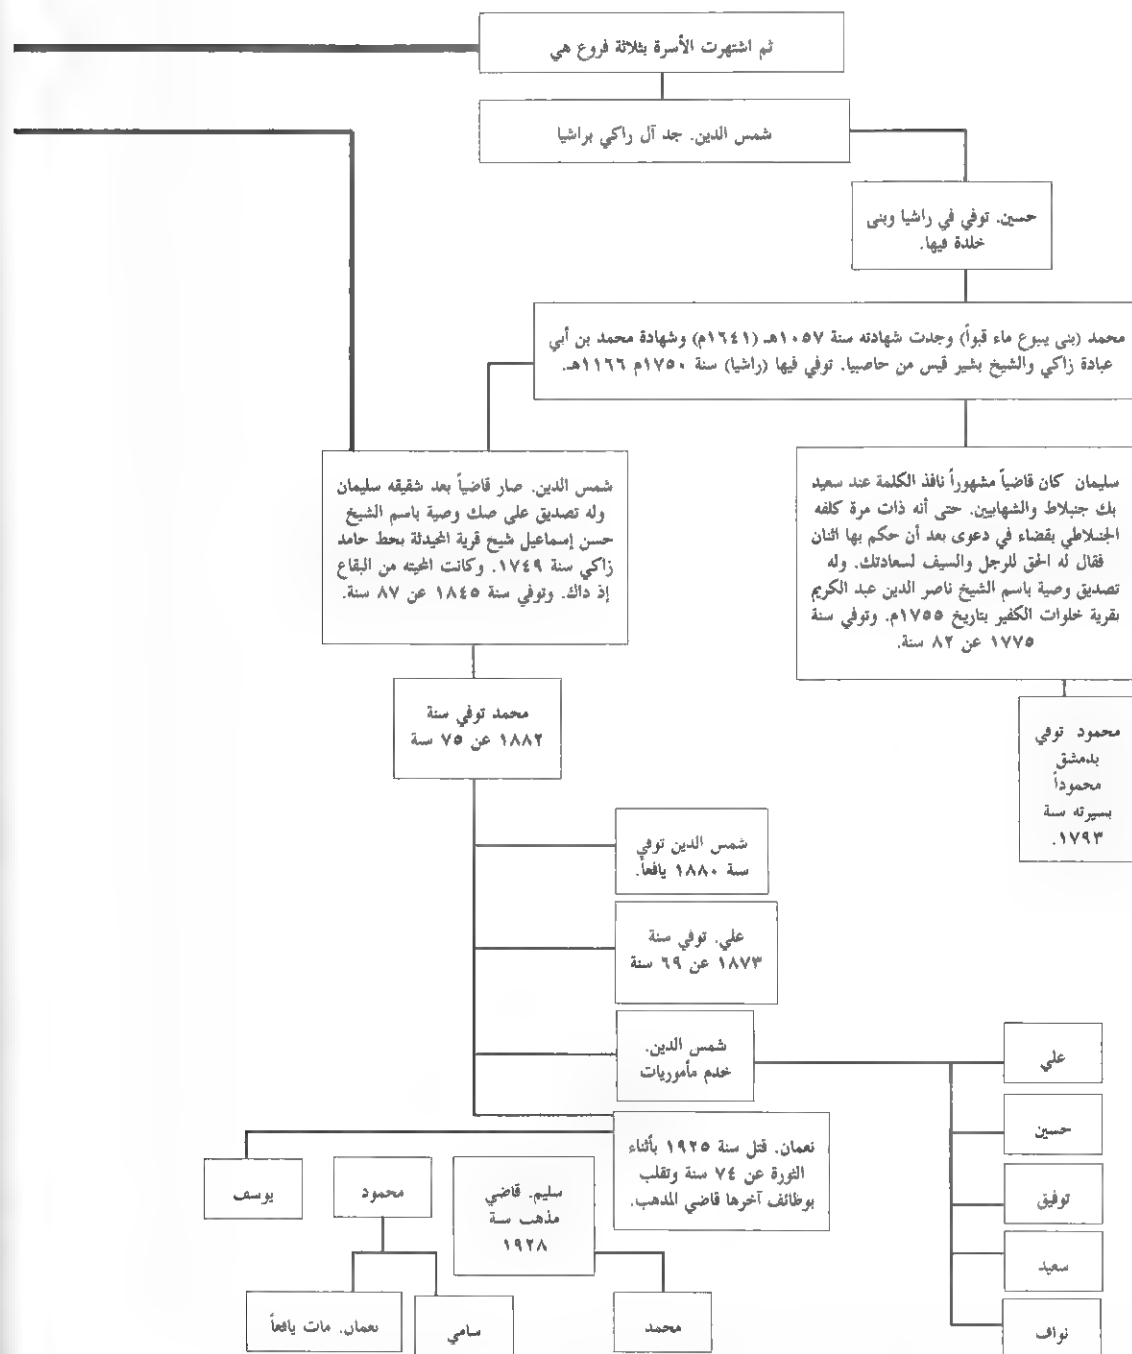 ثم اشتهرت الأسرة بثلاثة فروع هي
شمس الدين. جد آل راكي براشيا
حسين. توفي في راشيا وبنى
خلدة فيها.
محمد (بنى يببوع ماء قبواً) وجدت شهادته سنة ١٠٥٧هـ (١٦٤١م) وشهادة محمد بن أبي
عبادة زاكي والشيخ بشير قيس من حاصبيا. توفي فيها (راشيا) سنة ١٧٥٠م ١١٦٦هـ.
سليمان كان قاضياً مشهوراً نافذ الكلمة عند سعيد
بك جنبلاط والشهابيين. حتى أنه ذات مرة كلفه
الجنبلاطي بقضاء في دعوى بعد أن حكم بها اثنان
فقال له الحق للرجل والسيف لسعادتك. وله
تصديق وصية باسم الشيخ ناصر الدين عبد الكريم
بقرية خلوات الكفير بتاريخ ١٧٥٥م. وتوفي سنة
١٧٧٥ عن ٨٢ سنة.
شمس الدين. صار قاضياً بعد شقيقه سليمان
وله تصديق على صك وصية باسم الشيخ
حسن إسماعيل شيخ قرية المحيدثة بحط حامد
زاكي سنة ١٧٤٩. وكانت المحيته من البقاع
إذ داك. وتوفي سنة ١٨٤٥ عن ٨٧ سنة.
محمود توفي
بدمشق
محموداً
بسيرته سنة
١٧٩٣.
محمد توفي سنة
١٨٨٢ عن ٧٥ سنة
شمس الدين توفي
سنة ١٨٨٠ يافعاً.
علي. توفي سنة
١٨٧٣ عن ٦٩ سنة
شمس الدين.
خدم مأموريات
علي
حسين
توفيق
سعيد
نواف
نعمان. قتل سنة ١٩٢٥ بأثناء
الثورة عن ٧٤ سنة وتقلب
بوظائف آخرها قاضي المذهب.
سليم. قاضي
مذهب سنة
١٩٢٨
محمود
يوسف
محمد
سامي
نعمان. مات يافعاً